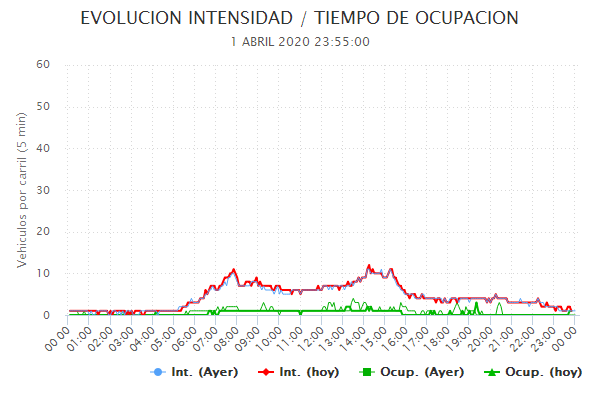 EVOLUCION INTENSIDAD / TIEMPO DE OCUPACION
1 ABRIL 2020 23:55:00
Vehiculos por carril (5 min)
60
50
40
30
20
10
0
00:00 01:00 02:00 03:00 04:00 05:00 06:00 07:00 08:00 09:00 10:00 11:00 12:00 13:00 14:00 15:00 16:00 17:00 18:00 19:00 20:00 21:00 22:00 23:00 00:00
Int. (Ayer) Int. (hoy) Ocup. (Ayer) Ocup. (hoy)